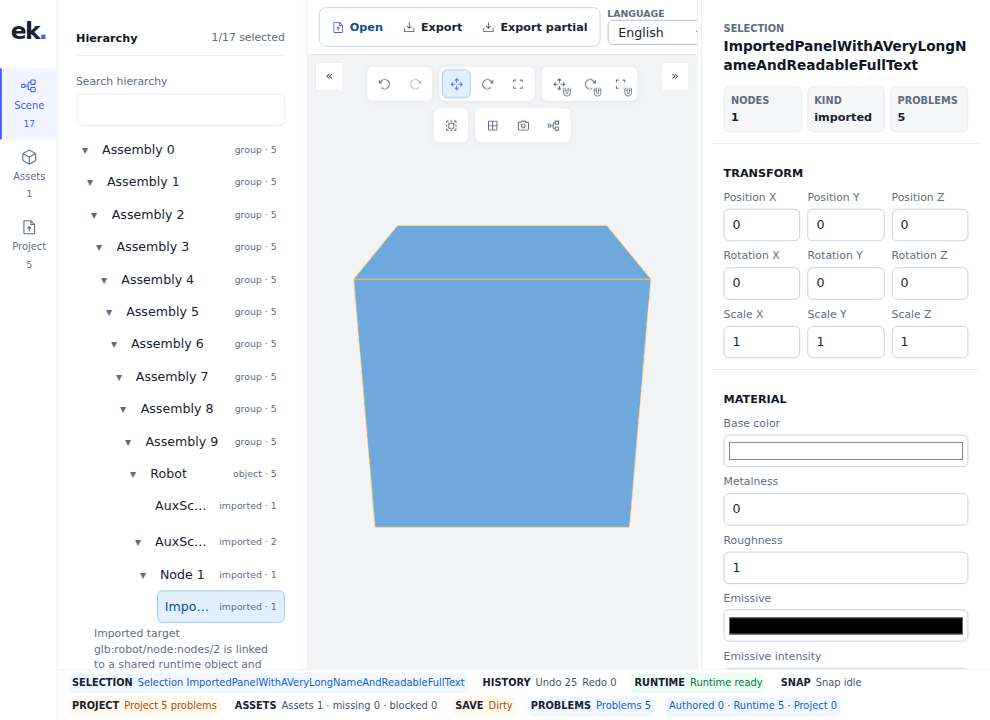 ek.
Scene
17
Assets
1
Project
5
Hierarchy
1/17 selected
Search hierarchy
▾ Assembly 0 group · 5
▾ Assembly 1 group · 5
▾ Assembly 2 group · 5
▾ Assembly 3 group · 5
▾ Assembly 4 group · 5
▾ Assembly 5 group · 5
▾ Assembly 6 group · 5
▾ Assembly 7 group · 5
▾ Assembly 8 group · 5
▾ Assembly 9 group · 5
▾ Robot object · 5
AuxSc... imported · 1
▾ AuxSc... imported · 2
▾ Node 1 imported · 1
Impo... imported · 1
Imported target
glb:robot/node:nodes/2 is linked
to a shared runtime object and
Open Export Export partial
LANGUAGE
English
«
»
SELECTION
ImportedPanelWithAVeryLongN
ameAndReadableFullText
NODES
1
KIND
imported
PROBLEMS
5
TRANSFORM
Position X Position Y Position Z
0 0 0
Rotation X Rotation Y Rotation Z
0 0 0
Scale X Scale Y Scale Z
1 1 1
MATERIAL
Base color
Metalness
0
Roughness
1
Emissive
Emissive intensity
SELECTION Selection ImportedPanelWithAVeryLongNameAndReadableFullText HISTORY Undo 25 Redo 0 RUNTIME Runtime ready SNAP Snap idle
PROJECT Project 5 problems ASSETS Assets 1 · missing 0 · blocked 0 SAVE Dirty PROBLEMS Problems 5 Authored 0 · Runtime 5 · Project 0